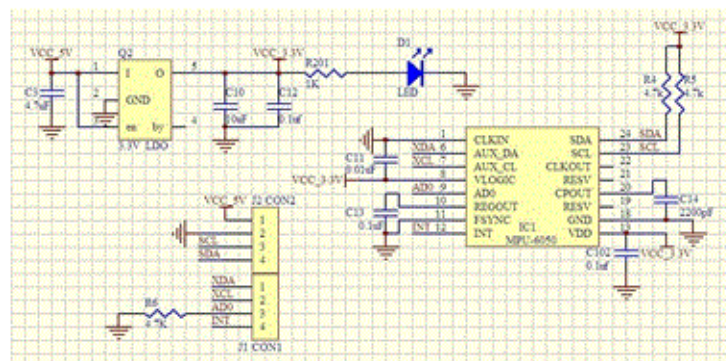 VCC_5V
Q2
VCC_3.3V
D1
VCC_3.3V
1
I
O
5
R201
1K
LED
R4
4.7k
R5
4.7k
C3
4.7uF
2
GND
C10
10uF
C12
0.1uf
en
by
4
3.3V LDO
1
CLKIN
SDA
24
SDA
XDA
6
AUX_DA
SCL
23
SCL
XCL
7
AUX_CL
CLKOUT
22
C11
0.01uF
VCC_3.3V
8
VLOGIC
RESV
21
AD0
9
AD0
CPOUT
20
10
REGOUT
RESV
19
C14
2200pF
C13
0.1uF
11
FSYNC
GND
18
INT
12
INT
VDD
IC1
MPU-6050
VCC_3.3V
C102
0.1uf
VCC_5V
J2 CON2
1
2
SCL
3
SDA
4
XDA
1
XCL
2
R6
4.7K
AD0
3
INT
4
J1 CON1